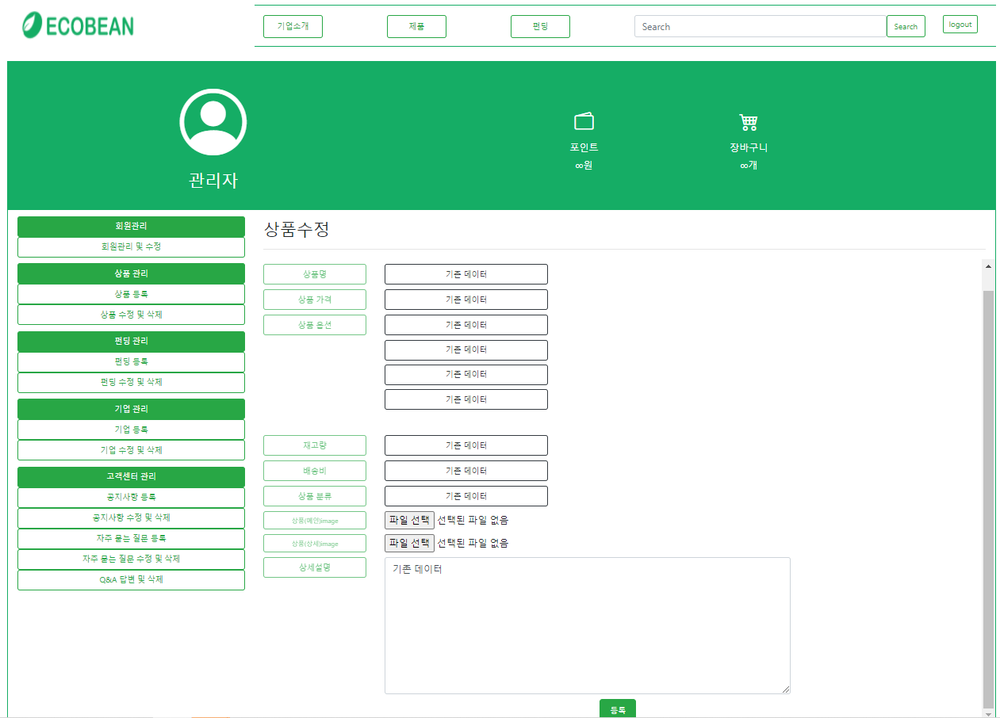 ECOBEAN
기업소개 제품 펀딩 Search Search logout
관리자
포인트 장바구니
∞원 ∞개
회원관리
회원관리 및 수정
상품 관리
상품 등록
상품 수정 및 삭제
펀딩 관리
펀딩 등록
펀딩 수정 및 삭제
기업 관리
기업 등록
기업 수정 및 삭제
고객센터 관리
공지사항 등록
공지사항 수정 및 삭제
자주 묻는 질문 등록
자주 묻는 질문 수정 및 삭제
Q&A 답변 및 삭제
상품수정
상품명 기존 데이터
상품 가격 기존 데이터
상품 옵션 기존 데이터
기존 데이터
기존 데이터
기존 데이터
재고량 기존 데이터
배송비 기존 데이터
상품 분류 기존 데이터
상품(메인)image 파일 선택 선택된 파일 없음
상품(상세)image 파일 선택 선택된 파일 없음
상세설명 기존 데이터
등록